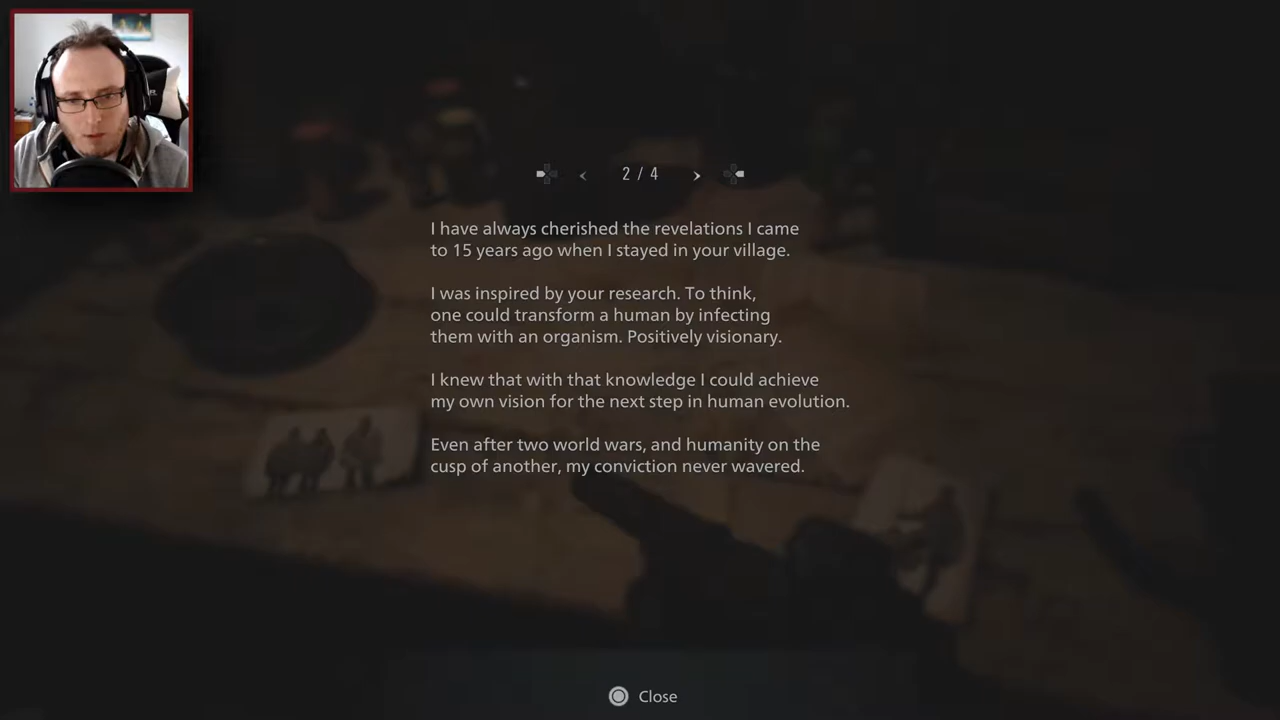 2 / 4
I have always cherished the revelations I came
to 15 years ago when I stayed in your village.
I was inspired by your research. To think,
one could transform a human by infecting
them with an organism. Positively visionary.
I knew that with that knowledge I could achieve
my own vision for the next step in human evolution.
Even after two world wars, and humanity on the
cusp of another, my conviction never wavered.
Close